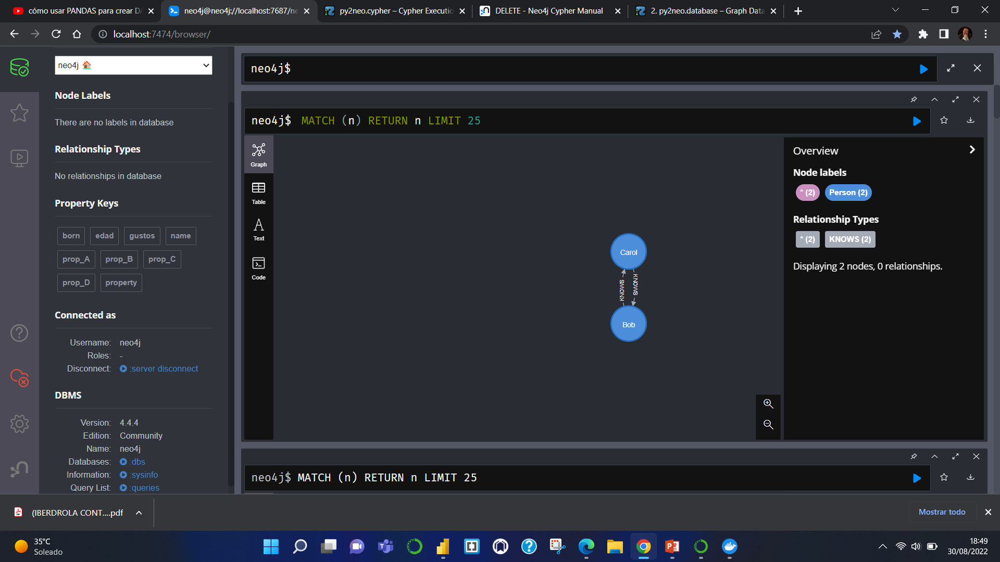 cómo usar PANDAS para crear DA
neo4j@neo4j://localhost:7687/ne
py2neo.cypher – Cypher Executio
DELETE - Neo4j Cypher Manual
2. py2neo.database – Graph Data
localhost:7474/browser/
neo4j
Node Labels
There are no labels in database
Relationship Types
No relationships in database
Property Keys
born edad gustos name
prop_A prop_B prop_C
prop_D property
Connected as
Username: neo4j
Roles: -
Disconnect: :server disconnect
DBMS
Version: 4.4.4
Edition: Community
Name: neo4j
Databases: :dbs
Information: :sysinfo
Query List: :queries
neo4j$
neo4j$ MATCH (n) RETURN n LIMIT 25
Graph
Table
Text
Code
Carol
KNOWS
KNOWS
Bob
Overview
Node labels
* (2) Person (2)
Relationship Types
* (2) KNOWS (2)
Displaying 2 nodes, 0 relationships.
neo4j$ MATCH (n) RETURN n LIMIT 25
(IBERDROLA CONT....pdf
Mostrar todo
35°C
Soleado
18:49
30/08/2022